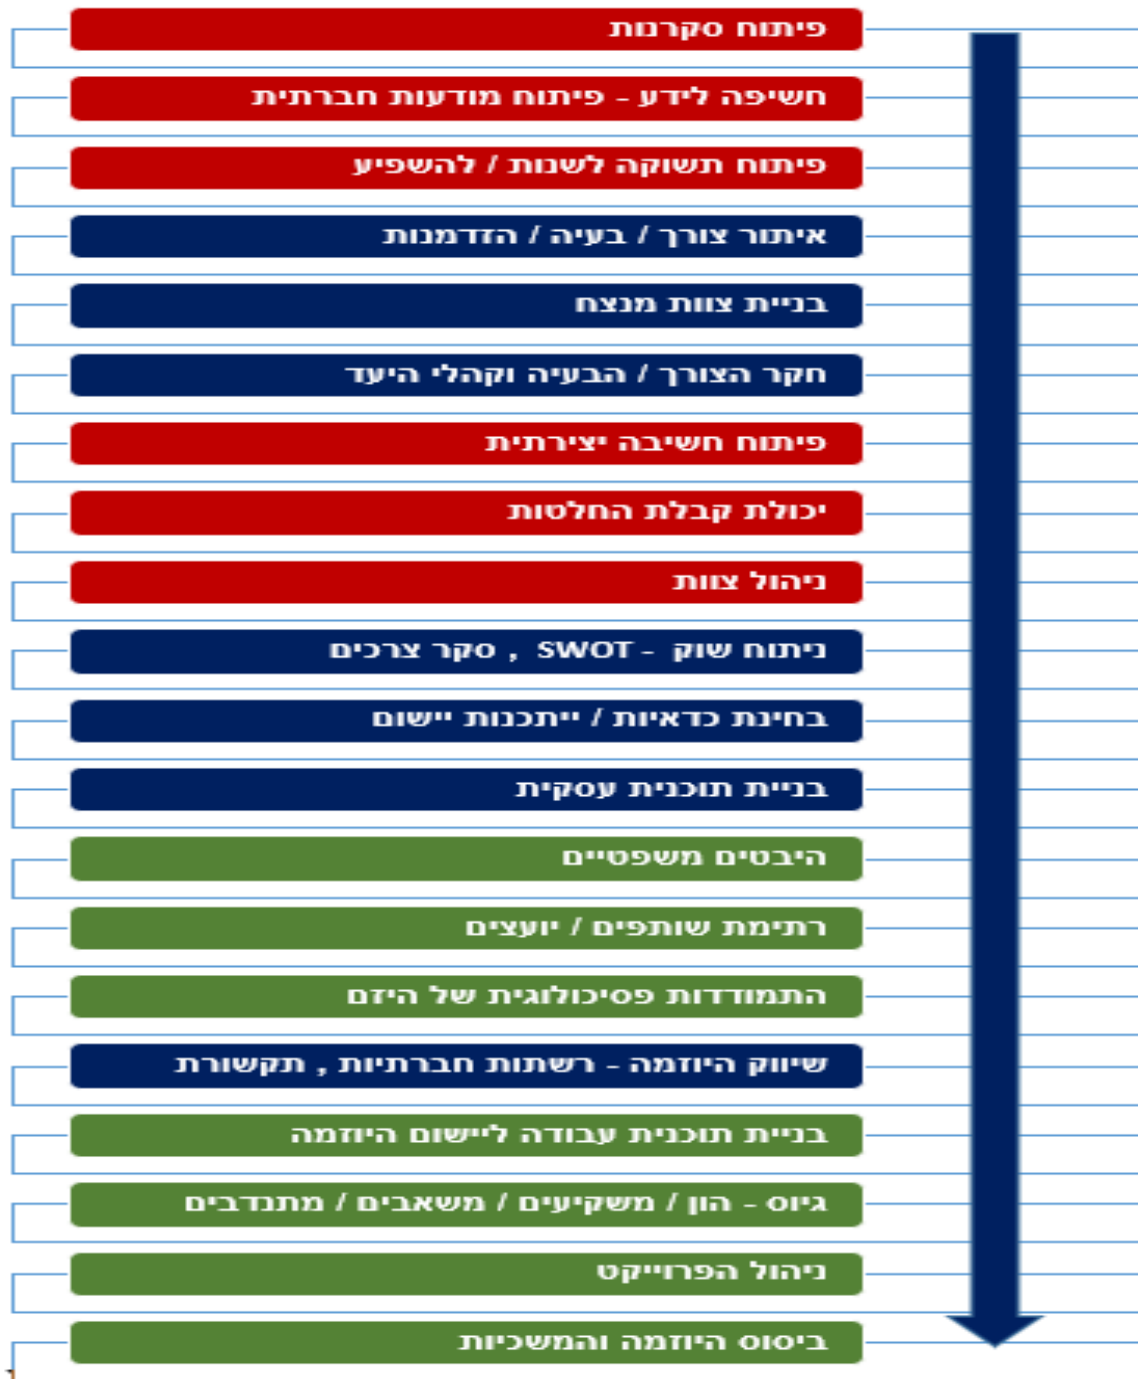 פיתוח סקרנות
חשיפה לידע - פיתוח מודעות חברתית
פיתוח תשוקה לשנות / להשפיע
איתור צורך / בעיה / הזדמנות
בניית צוות מנצח
חקר הצורך / הבעיה וקהלי היעד
פיתוח חשיבה יצירתית
יכולת קבלת החלטות
ניהול צוות
ניתוח שוק - SWOT , סקר צרכים
בחינת כדאיות / ייתכנות יישום
בניית תוכנית עסקית
היבטים משפטיים
רתימת שותפים / יועצים
התמודדות פסיכולוגית של היזם
שיווק היוזמה - רשתות חברתיות , תקשורת
בניית תוכנית עבודה ליישום היוזמה
גיוס - הון / משקיעים / משאבים / מתנדבים
ניהול הפרוייקט
ביסוס היוזמה והמשכיות